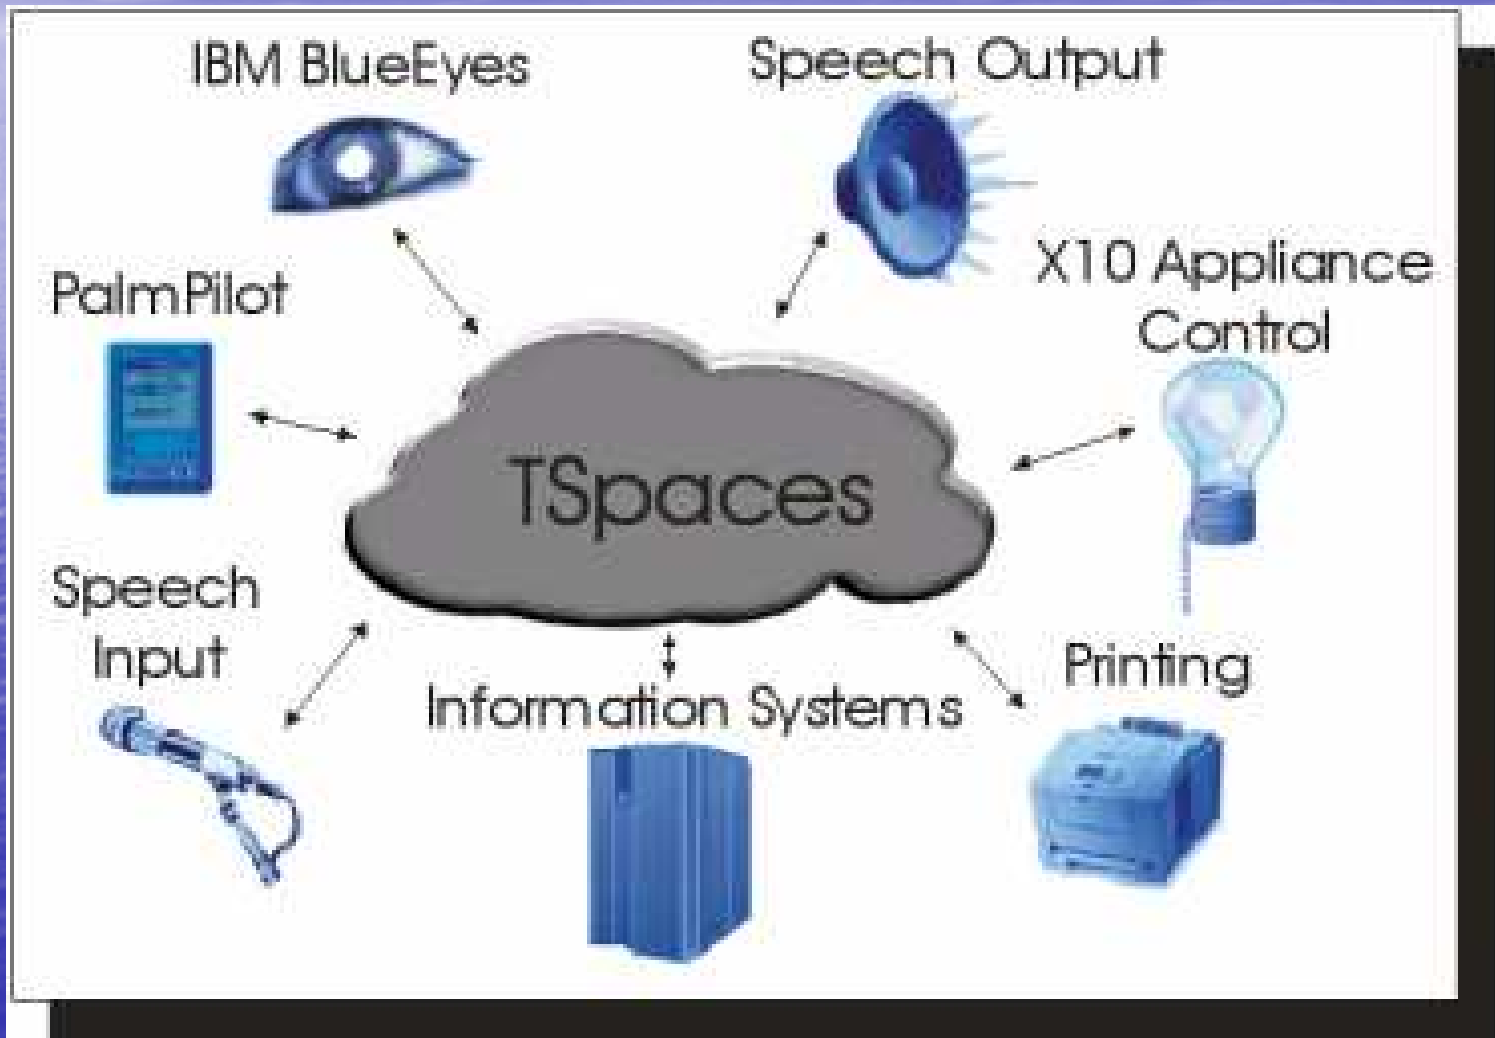 IBM BlueEyes
Speech Output
X10 Appliance
Control
PalmPilot
TSpaces
Speech
Input
Information Systems
Printing